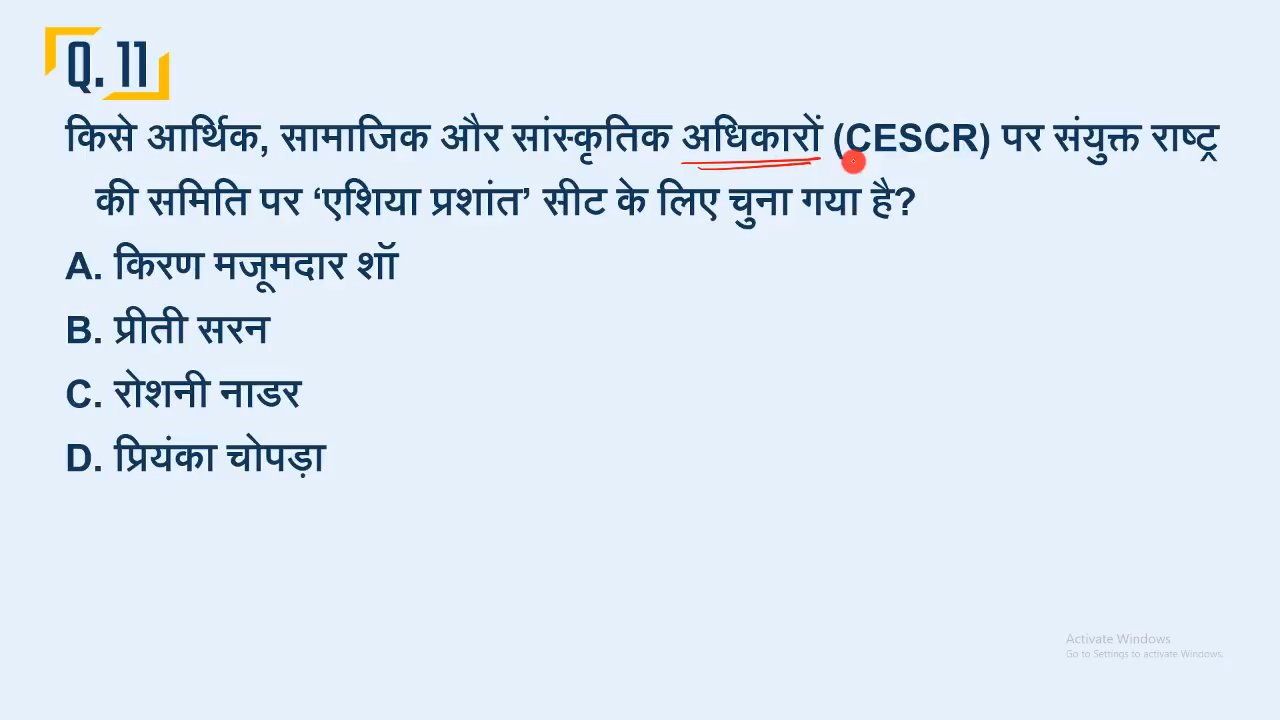 Q. 11
किसे आर्थिक, सामाजिक और सांस्कृतिक अधिकारों (CESCR) पर संयुक्त राष्ट्र
की समिति पर ‘एशिया प्रशांत’ सीट के लिए चुना गया है?
A. किरण मजूमदार शॉ
B. प्रीती सरन
C. रोशनी नाडर
D. प्रियंका चोपड़ा
Activate Windows
Go to Settings to activate Windows.